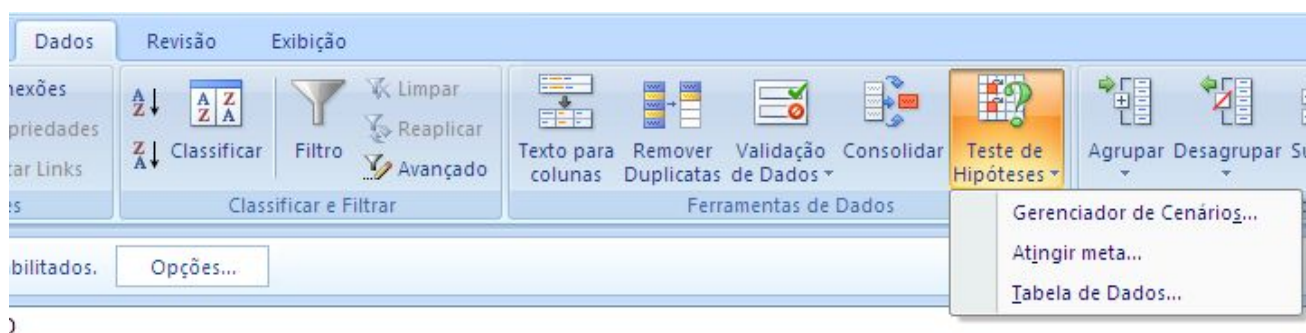 Dados Revisão Exibição
nexões
priedades
tar Links
Classificar
Filtro
Limpar
Reaplicar
Avançado
Texto para
colunas
Remover
Duplicatas
Validação
de Dados
Consolidar
Teste de
Hipóteses
Agrupar
Desagrupar
Su
es
Classificar e Filtrar
Ferramentas de Dados
Gerenciador de Cenários...
Atingir meta...
Tabela de Dados...
bilitados.
Opções...